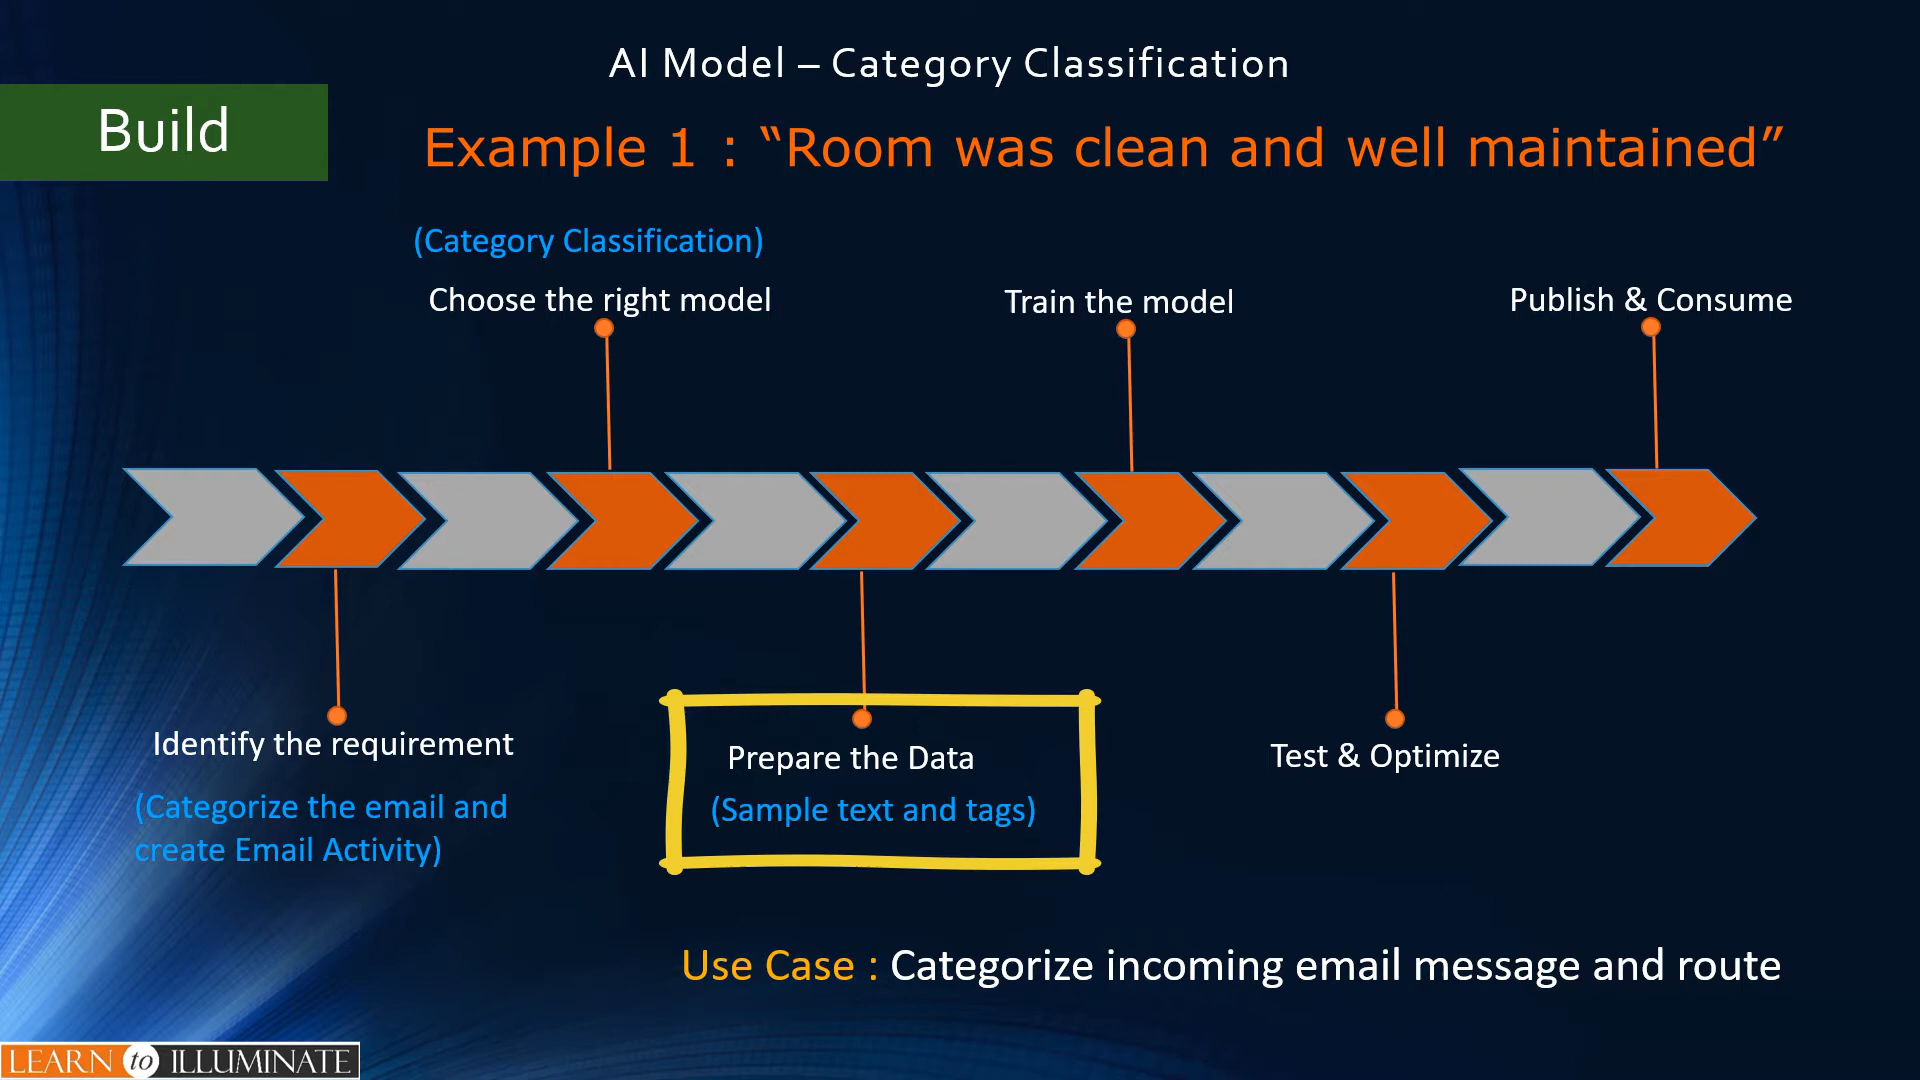 AI Model – Category Classification
Build
Example 1 : “Room was clean and well maintained”
(Category Classification)
Choose the right model
Train the model
Publish & Consume
Identify the requirement
(Categorize the email and
create Email Activity)
Prepare the Data
(Sample text and tags)
Test & Optimize
Use Case : Categorize incoming email message and route
LEARN to ILLUMINATE